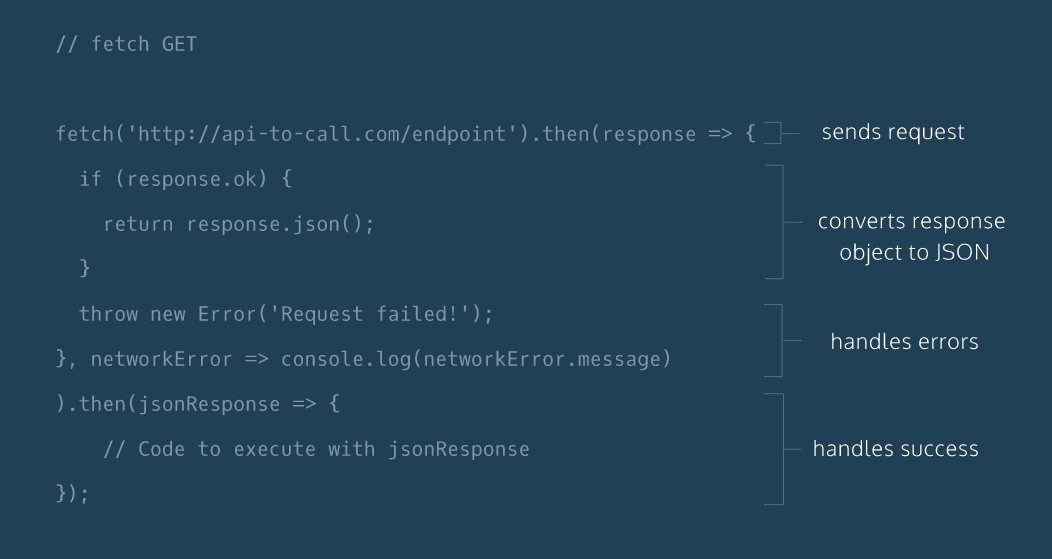 // fetch GET
fetch('http://api-to-call.com/endpoint').then(response => {
sends request
  if (response.ok) {
    return response.json();
  }
converts response
object to JSON
  throw new Error('Request failed!');
}, networkError => console.log(networkError.message)
handles errors
).then(jsonResponse => {
    // Code to execute with jsonResponse
});
handles success